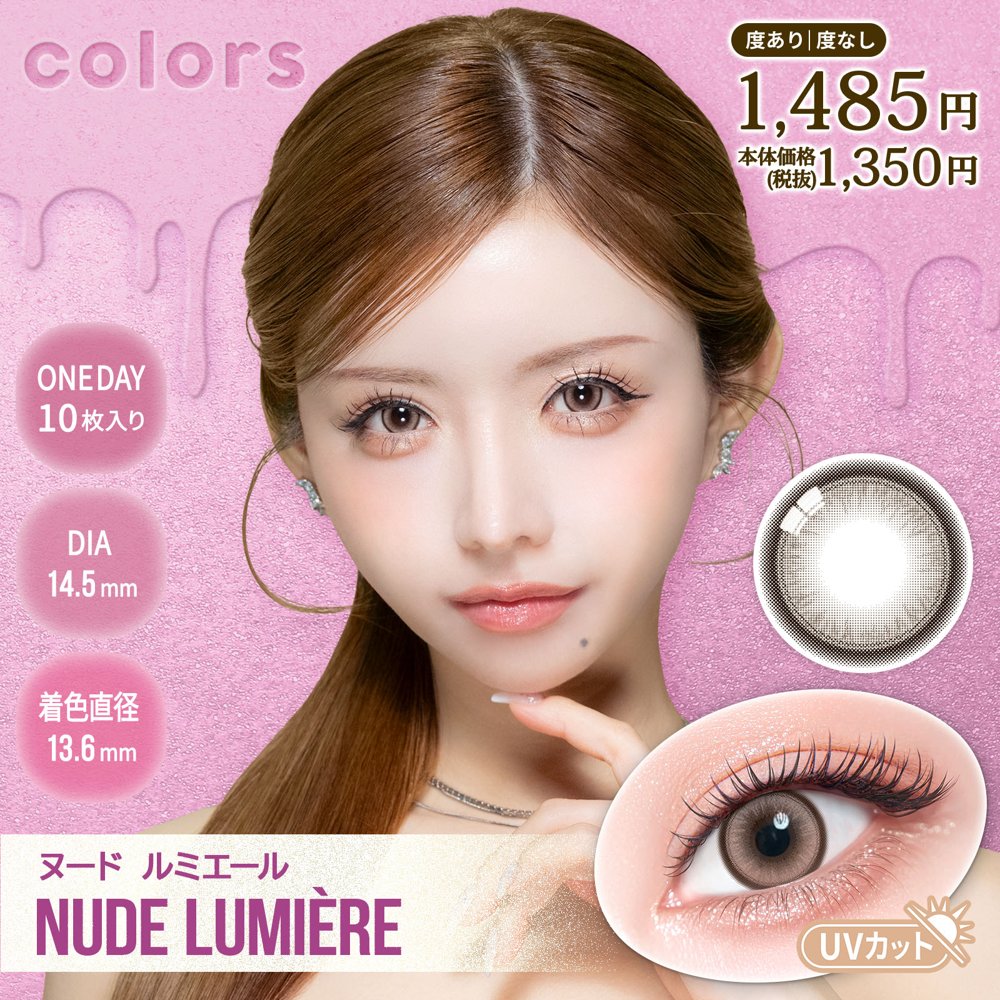 colors
度あり|度なし
1,485円
本体価格
(税抜)1,350円
ONE DAY
10枚入り
DIA
14.5mm
着色直径
13.6mm
ヌード ルミエール
NUDE LUMIÈRE
UVカット